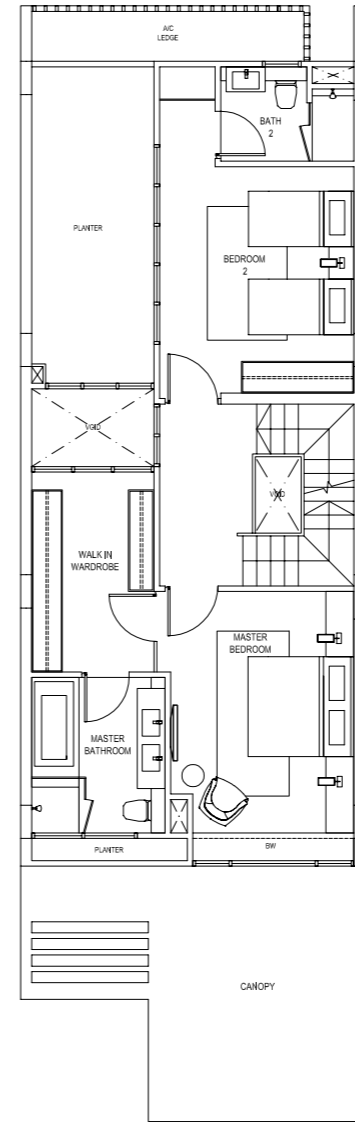 A/C
LEDGE
BATH
2
PLANTER
BEDROOM
2
VOID
VOID
WALK IN
WARDROBE
MASTER
BEDROOM
MASTER
BATHROOM
PLANTER
BW
CANOPY